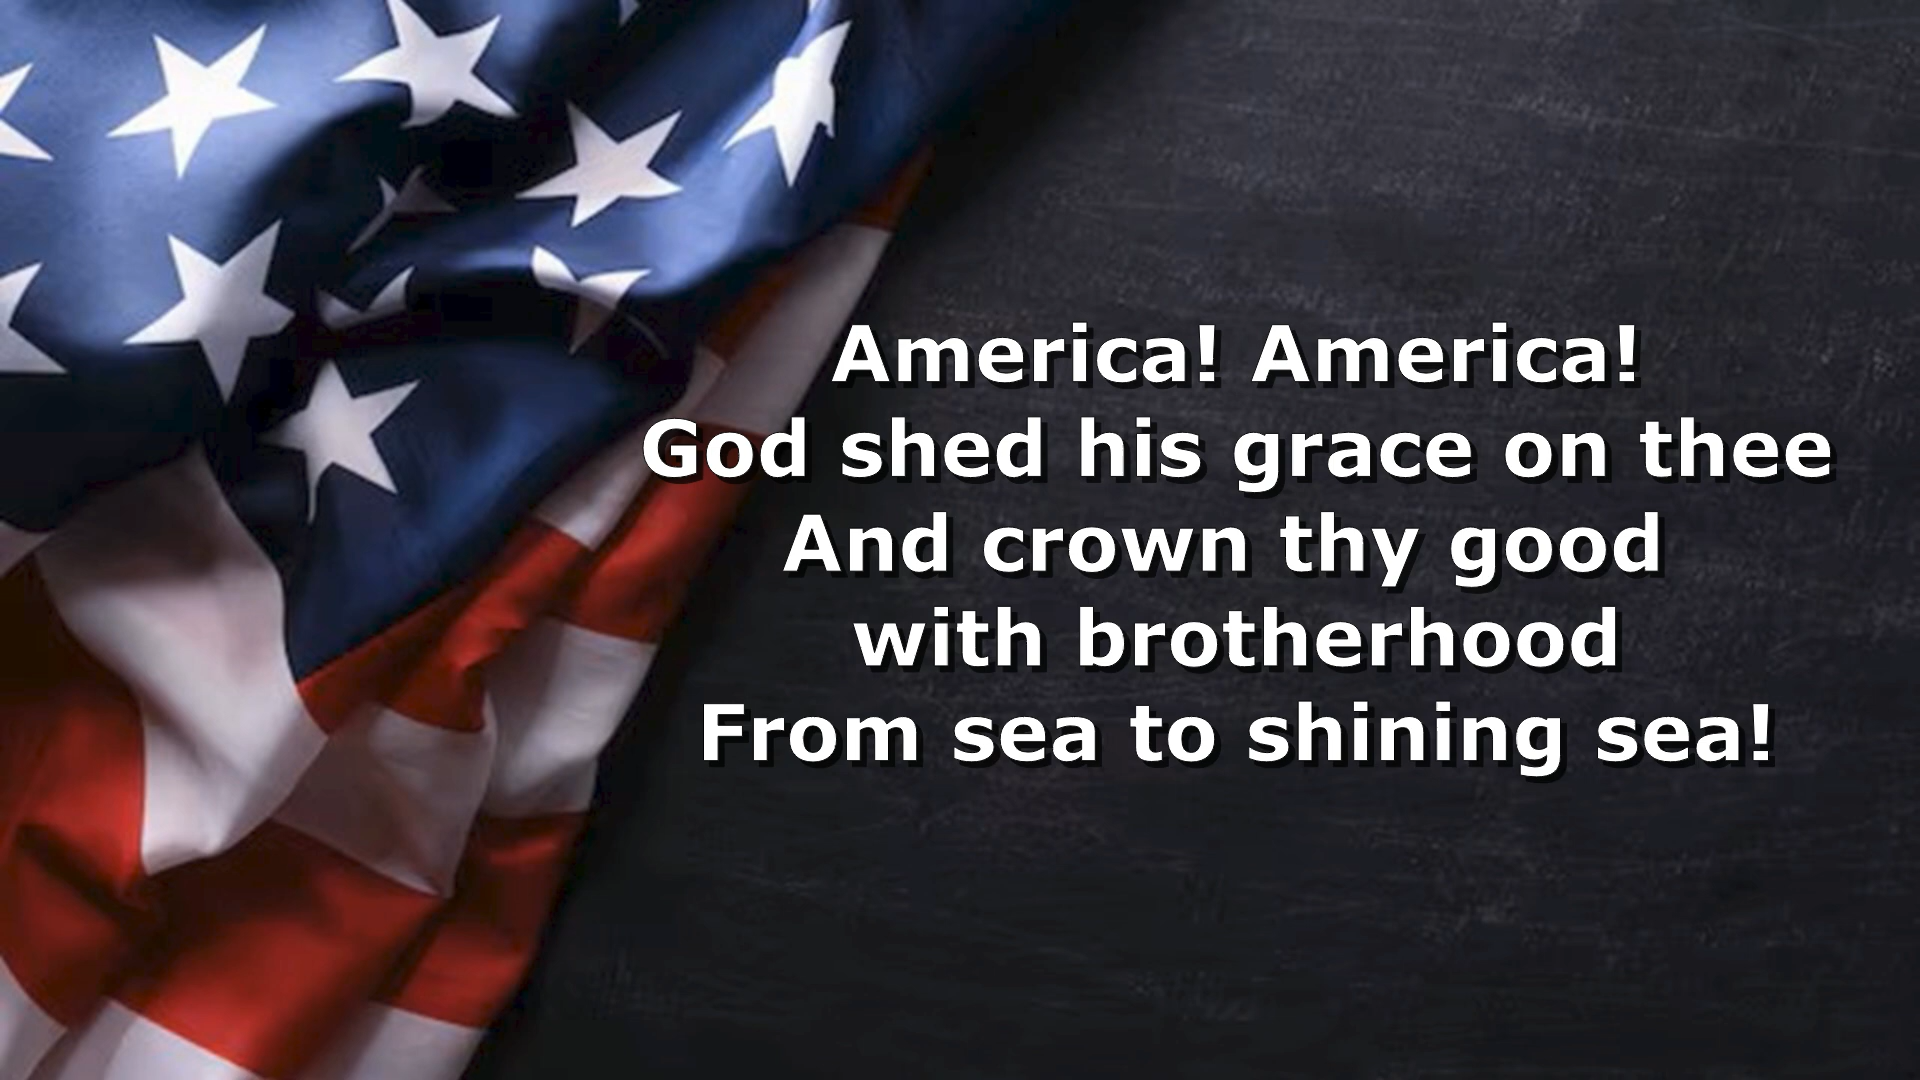 America! America!
God shed his grace on thee
And crown thy good
with brotherhood
From sea to shining sea!